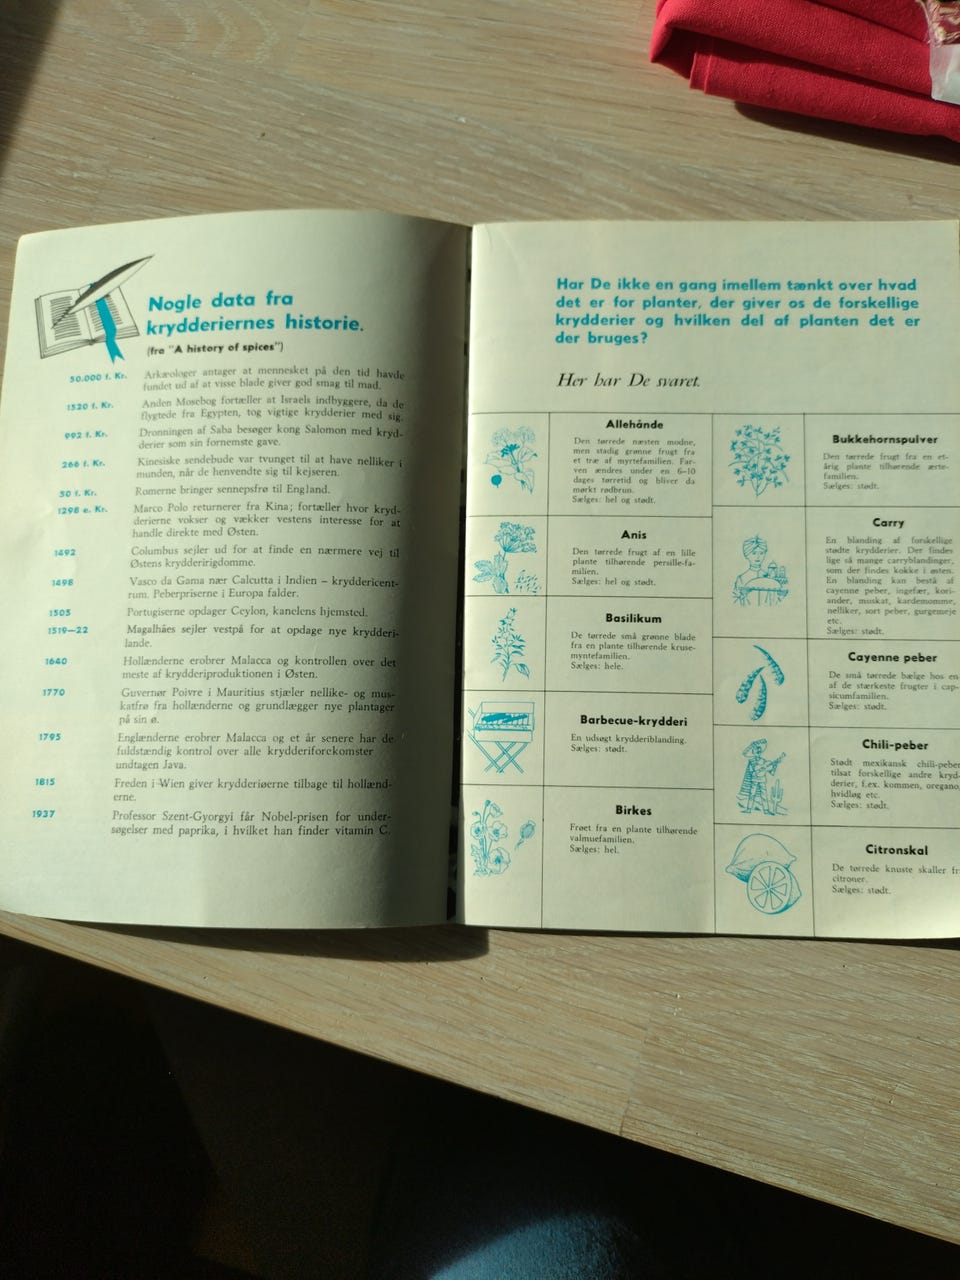 Nogle data fra
krydderiernes historie.
(fra "A history of spices")
50.000 f. Kr. Arkæologer antager at mennesket på den tid havde
fundet ud af at visse blade giver god smag til mad.
1520 f. Kr. Anden Mosebog fortæller at Israels indbyggere, da de
flygtede fra Egypten, tog vigtige krydderier med sig.
992 f. Kr. Dronningen af Saba besøger kong Salomon med kryd-
derier som sin fornemste gave.
266 f. Kr. Kinesiske sendebude var tvunget til at have nelliker i
munden, når de henvendte sig til kejseren.
50 f. Kr. Romerne bringer sennepsfrø til England.
1298 e. Kr. Marco Polo returnerer fra Kina; fortæller hvor kryd-
derierne vokser og vækker vestens interesse for at
handle direkte med Østen.
1492 Columbus sejler ud for at finde en nærmere vej til
Østens krydderirigdomme.
1498 Vasco da Gama nær Calcutta i Indien – kryddericent-
rum. Peberpriserne i Europa falder.
1505 Portugiserne opdager Ceylon, kanelens hjemsted.
1519—22 Magalhães sejler vestpå for at opdage nye krydderi-
lande.
1640 Hollænderne erobrer Malacca og kontrollen over det
meste af krydderiproduktionen i Østen.
1770 Guvernør Poivre i Mauritius stjæler nellike- og mus-
katfrø fra hollænderne og grundlægger nye plantager
på sin ø.
1795 Englænderne erobrer Malacca og et år senere har de
fuldstændig kontrol over alle krydderiforekomster
undtagen Java.
1815 Freden i Wien giver krydderiøerne tilbage til hollænd-
erne.
1937 Professor Szent-Gyorgyi får Nobel-prisen for under-
søgelser med paprika, i hvilket han finder vitamin C.
Har De ikke en gang imellem tænkt over hvad
det er for planter, der giver os de forskellige
krydderier og hvilken del af planten det er
der bruges?
Her har De svaret.
Allehånde
Den tørrede næsten modne,
men stadig grønne frugt fra
et træ af myrtefamilien. Far-
ven ændres under en 6–10
dages tørretid og bliver da
mørkt rødbrun.
Sælges: hel og stødt.
Anis
Den tørrede frugt af en lille
plante tilhørende persille-fa-
milien.
Sælges: hel og stødt.
Basilikum
De tørrede små grønne blade
fra en plante tilhørende kruse-
myntefamilien.
Sælges: hele.
Barbecue-krydderi
En udsøgt krydderiblanding.
Sælges: stødt.
Birkes
Frøet fra en plante tilhørende
valmuefamilien.
Sælges: hel.
Bukkehornspulver
Den tørrede frugt fra en et-
årig plante tilhørende ærte-
familien.
Sælges: stødt.
Carry
En blanding af forskellige
stødte krydderier. Der findes
lige så mange carryblandinger,
som der findes kokke i østen.
En blanding kan bestå af
cayenne peber, ingefær, kori-
ander, muskat, kardemomme,
nelliker, sort peber, gurgemeje
etc.
Sælges: stødt.
Cayenne peber
De små tørrede bælge hos en
af de stærkeste frugter i cap-
sicumfamilien.
Sælges: stødt.
Chili-peber
Stødt mexikansk chili-peber
tilsat forskellige andre kryd-
derier, f.ex. kommen, oregano,
hvidløg etc.
Sælges: stødt.
Citronskal
De tørrede knuste skaller
citroner.
Sælges: stødt.